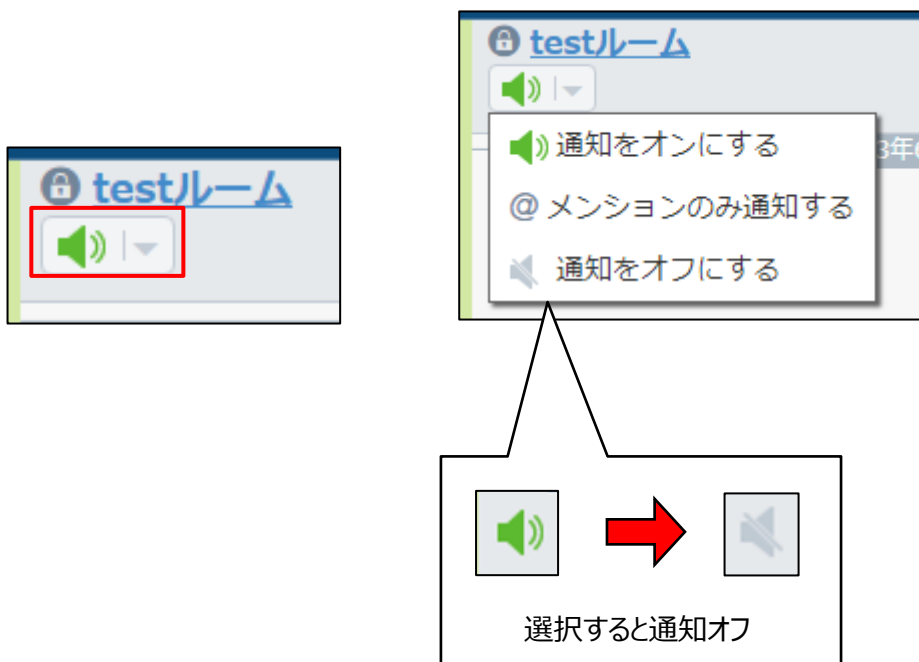 testルーム
testルーム
通知をオンにする
3年
@ メンションのみ通知する
通知をオフにする
選択すると通知オフ